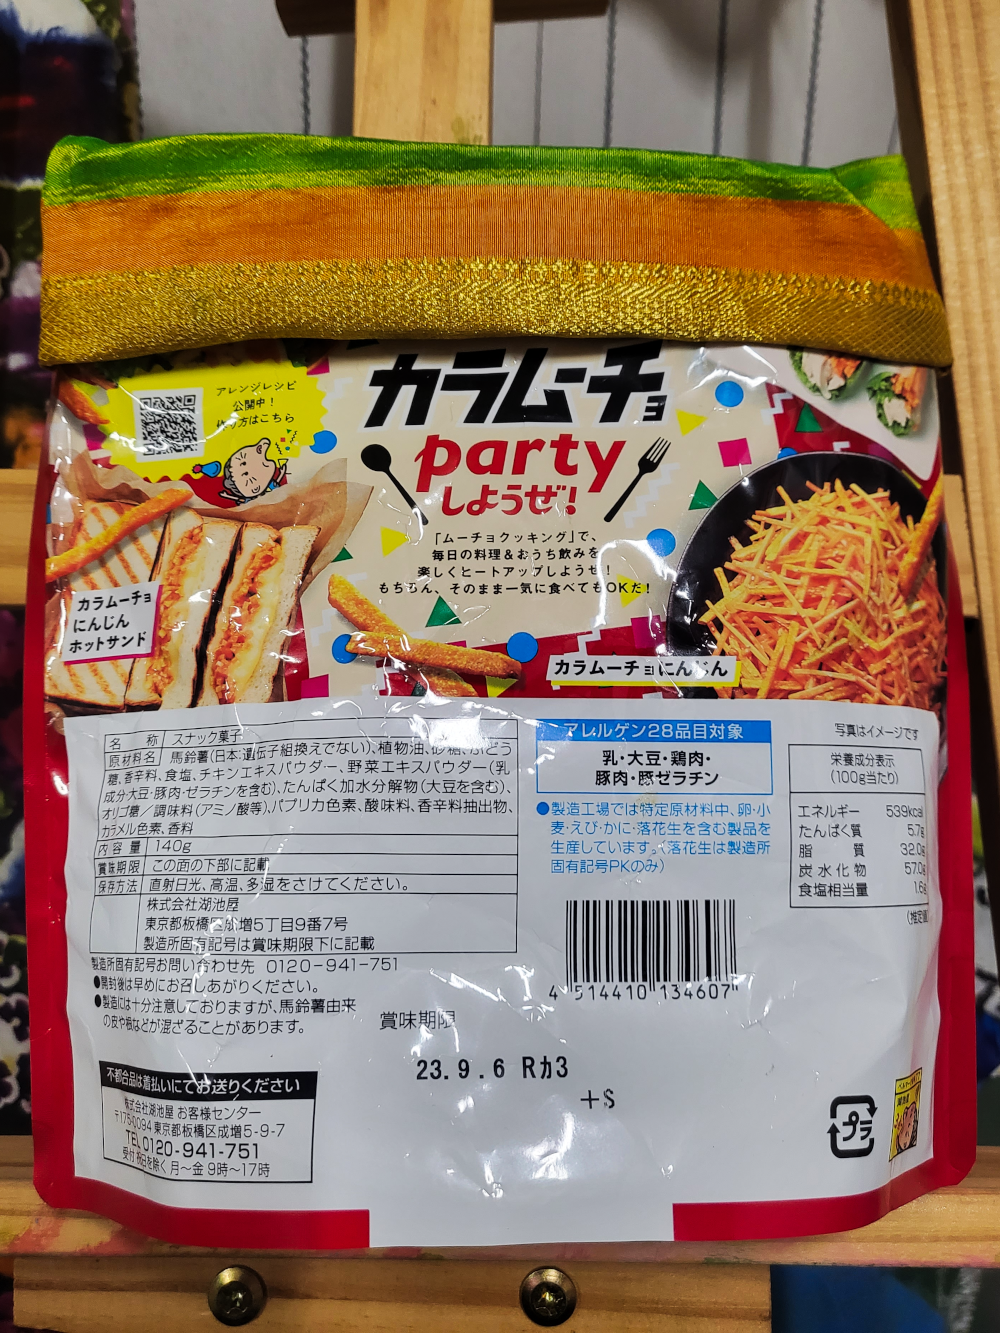 アレンジレシピ
公開中！
作り方はこちら
カラムーチョ
party
しようぜ！
「ムーチョクッキング」で、
毎日の料理＆おうち飲みを
楽しくヒートアップしようぜ！
もちろん、そのまま一気に食べてもOKだ！
カラムーチョ
にんじん
ホットサンド
カラムーチョにんじん
名　称 スナック菓子
原材料名 馬鈴薯(日本:遺伝子組換えでない)、植物油、砂糖、ぶどう
糖、香辛料、食塩、チキンエキスパウダー、野菜エキスパウダー(乳
成分・大豆・豚肉・ゼラチンを含む)、たんぱく加水分解物(大豆を含む)、
オリゴ糖／調味料(アミノ酸等)、パプリカ色素、酸味料、香辛料抽出物、
カラメル色素、香料
内容量 140g
賞味期限 この面の下部に記載
保存方法 直射日光、高温、多湿をさけてください。
株式会社湖池屋
東京都板橋区成増5丁目9番7号
製造所固有記号は賞味期限下に記載
製造所固有記号お問い合わせ先 0120-941-751
●開封後は早めにお召しあがりください。
●製造には十分注意しておりますが、馬鈴薯由来
の皮や根などが混ざることがあります。
アレルゲン28品目対象
乳・大豆・鶏肉・
豚肉・豚ゼラチン
●製造工場では特定原材料中、卵・小
麦・えび・かに・落花生を含む製品を
生産しています。(落花生は製造所
固有記号PKのみ)
写真はイメージです
栄養成分表示
(100g当たり)
エネルギー 539kcal
たんぱく質 5.7g
脂　質 32.0g
炭水化物 57.0g
食塩相当量 1.6g
(推定値)
4 514410 134607
賞味期限
23.9.6 Rカ3
+S
不都合品は着払いにてお送りください
株式会社湖池屋 お客様センター
〒175-0094 東京都板橋区成増5-9-7
TEL 0120-941-751
受付 祝日を除く 月～金 9時～17時
プラ